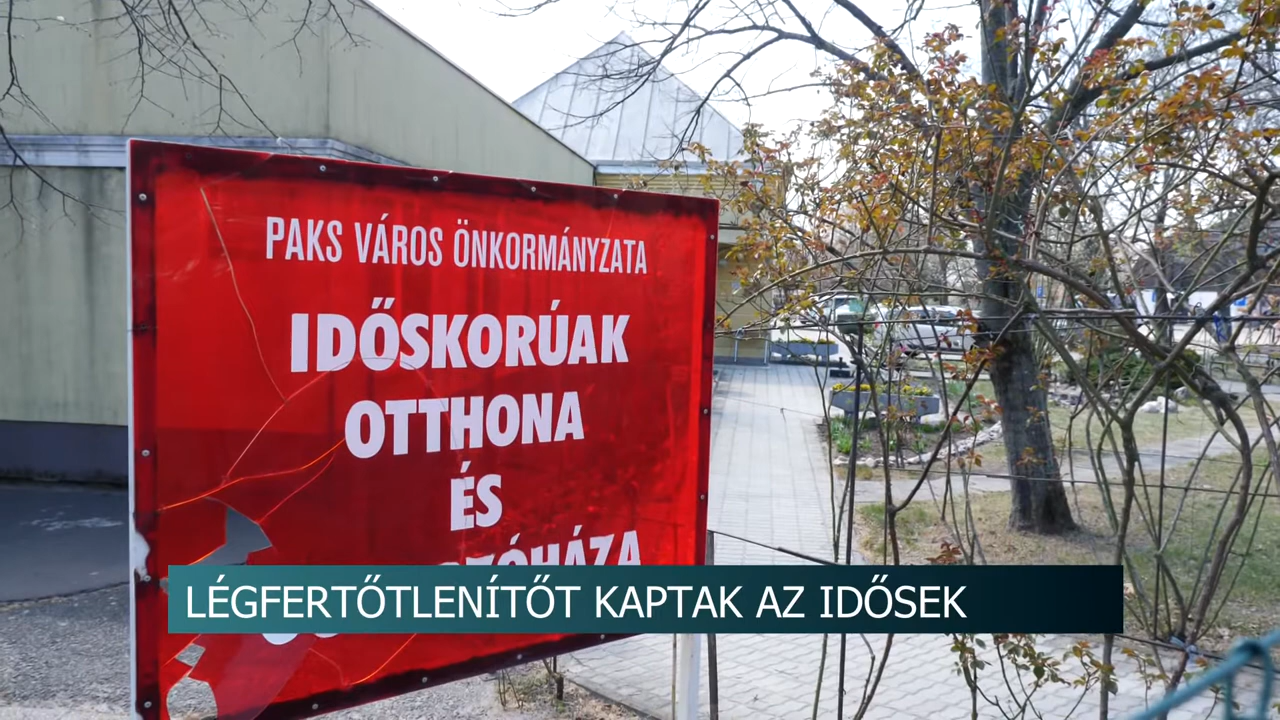 PAKS VÁROS ÖNKORMÁNYZATA
IDŐSKORÚAK
OTTHONA
ÉS
LÉGFERTŐTLENÍTŐT KAPTAK AZ IDŐSEK